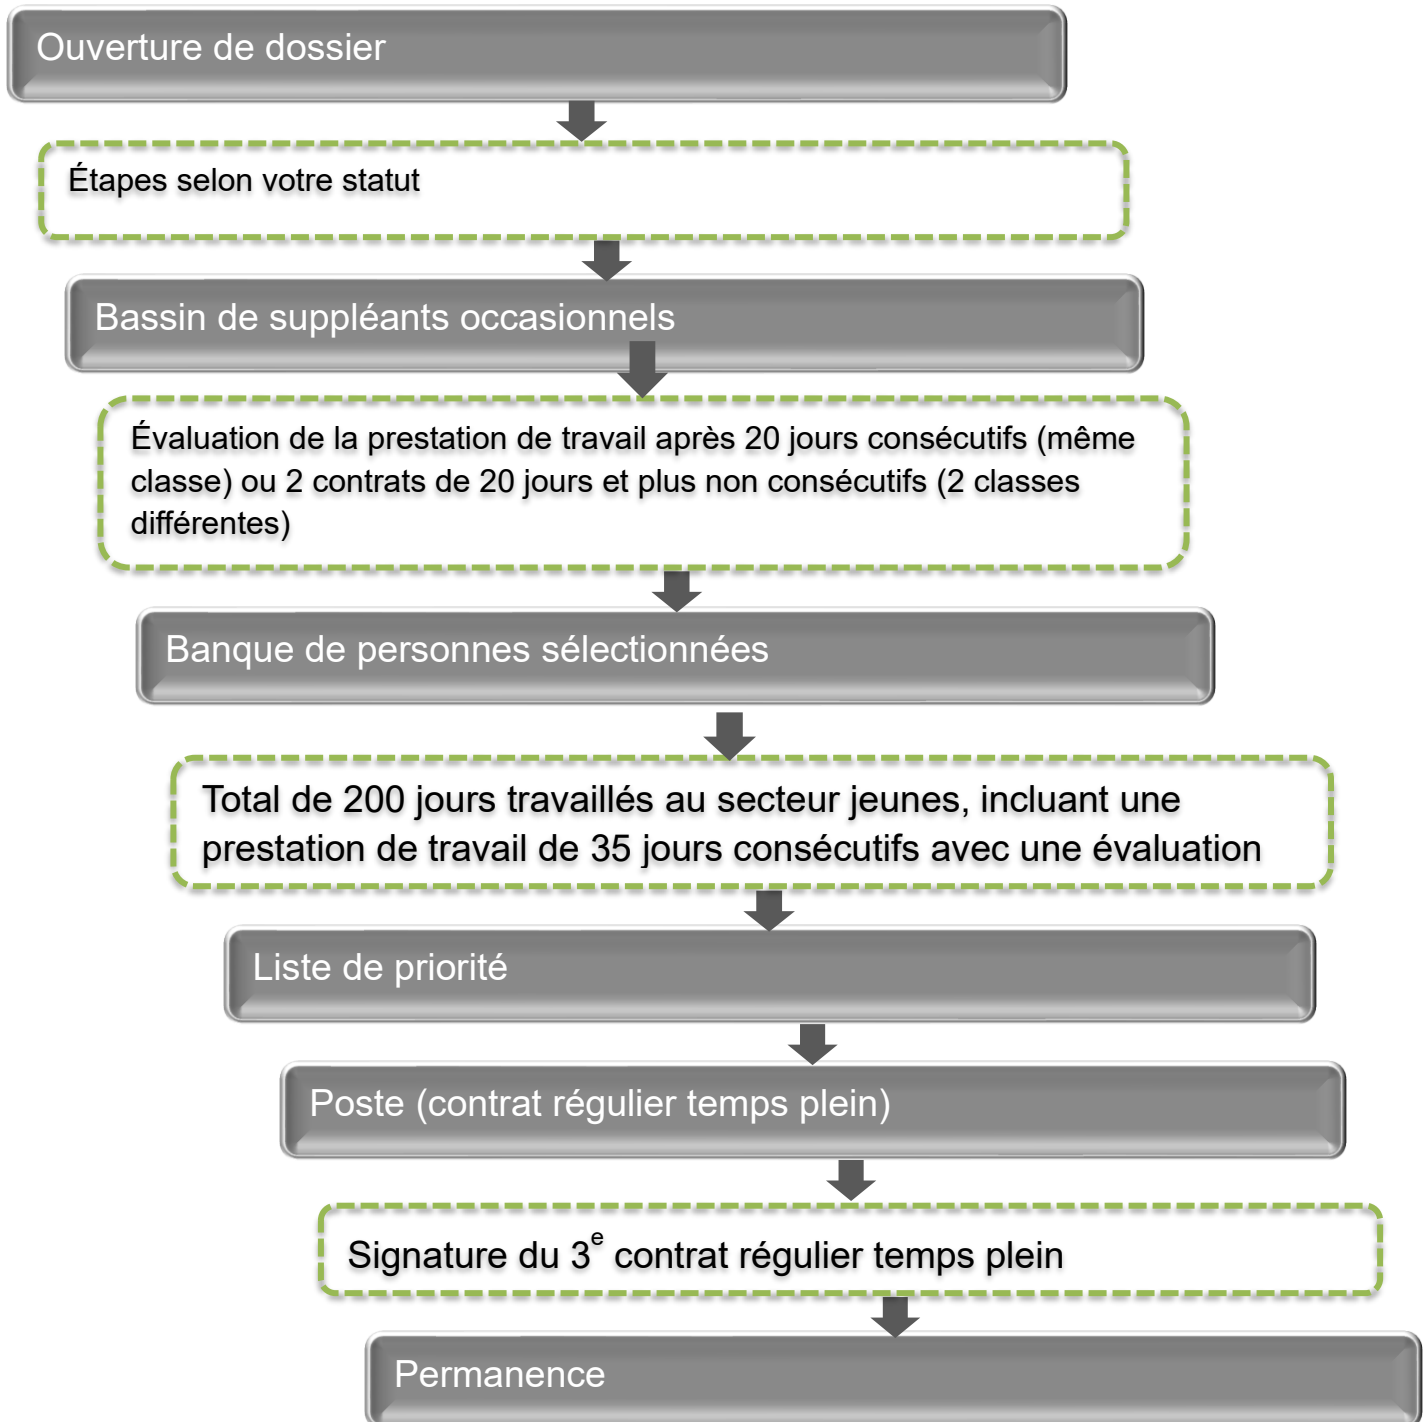 Ouverture de dossier
Étapes selon votre statut
Bassin de suppléants occasionnels
Évaluation de la prestation de travail après 20 jours consécutifs (même
classe) ou 2 contrats de 20 jours et plus non consécutifs (2 classes
différentes)
Banque de personnes sélectionnées
Total de 200 jours travaillés au secteur jeunes, incluant une
prestation de travail de 35 jours consécutifs avec une évaluation
Liste de priorité
Poste (contrat régulier temps plein)
Signature du 3e contrat régulier temps plein
Permanence